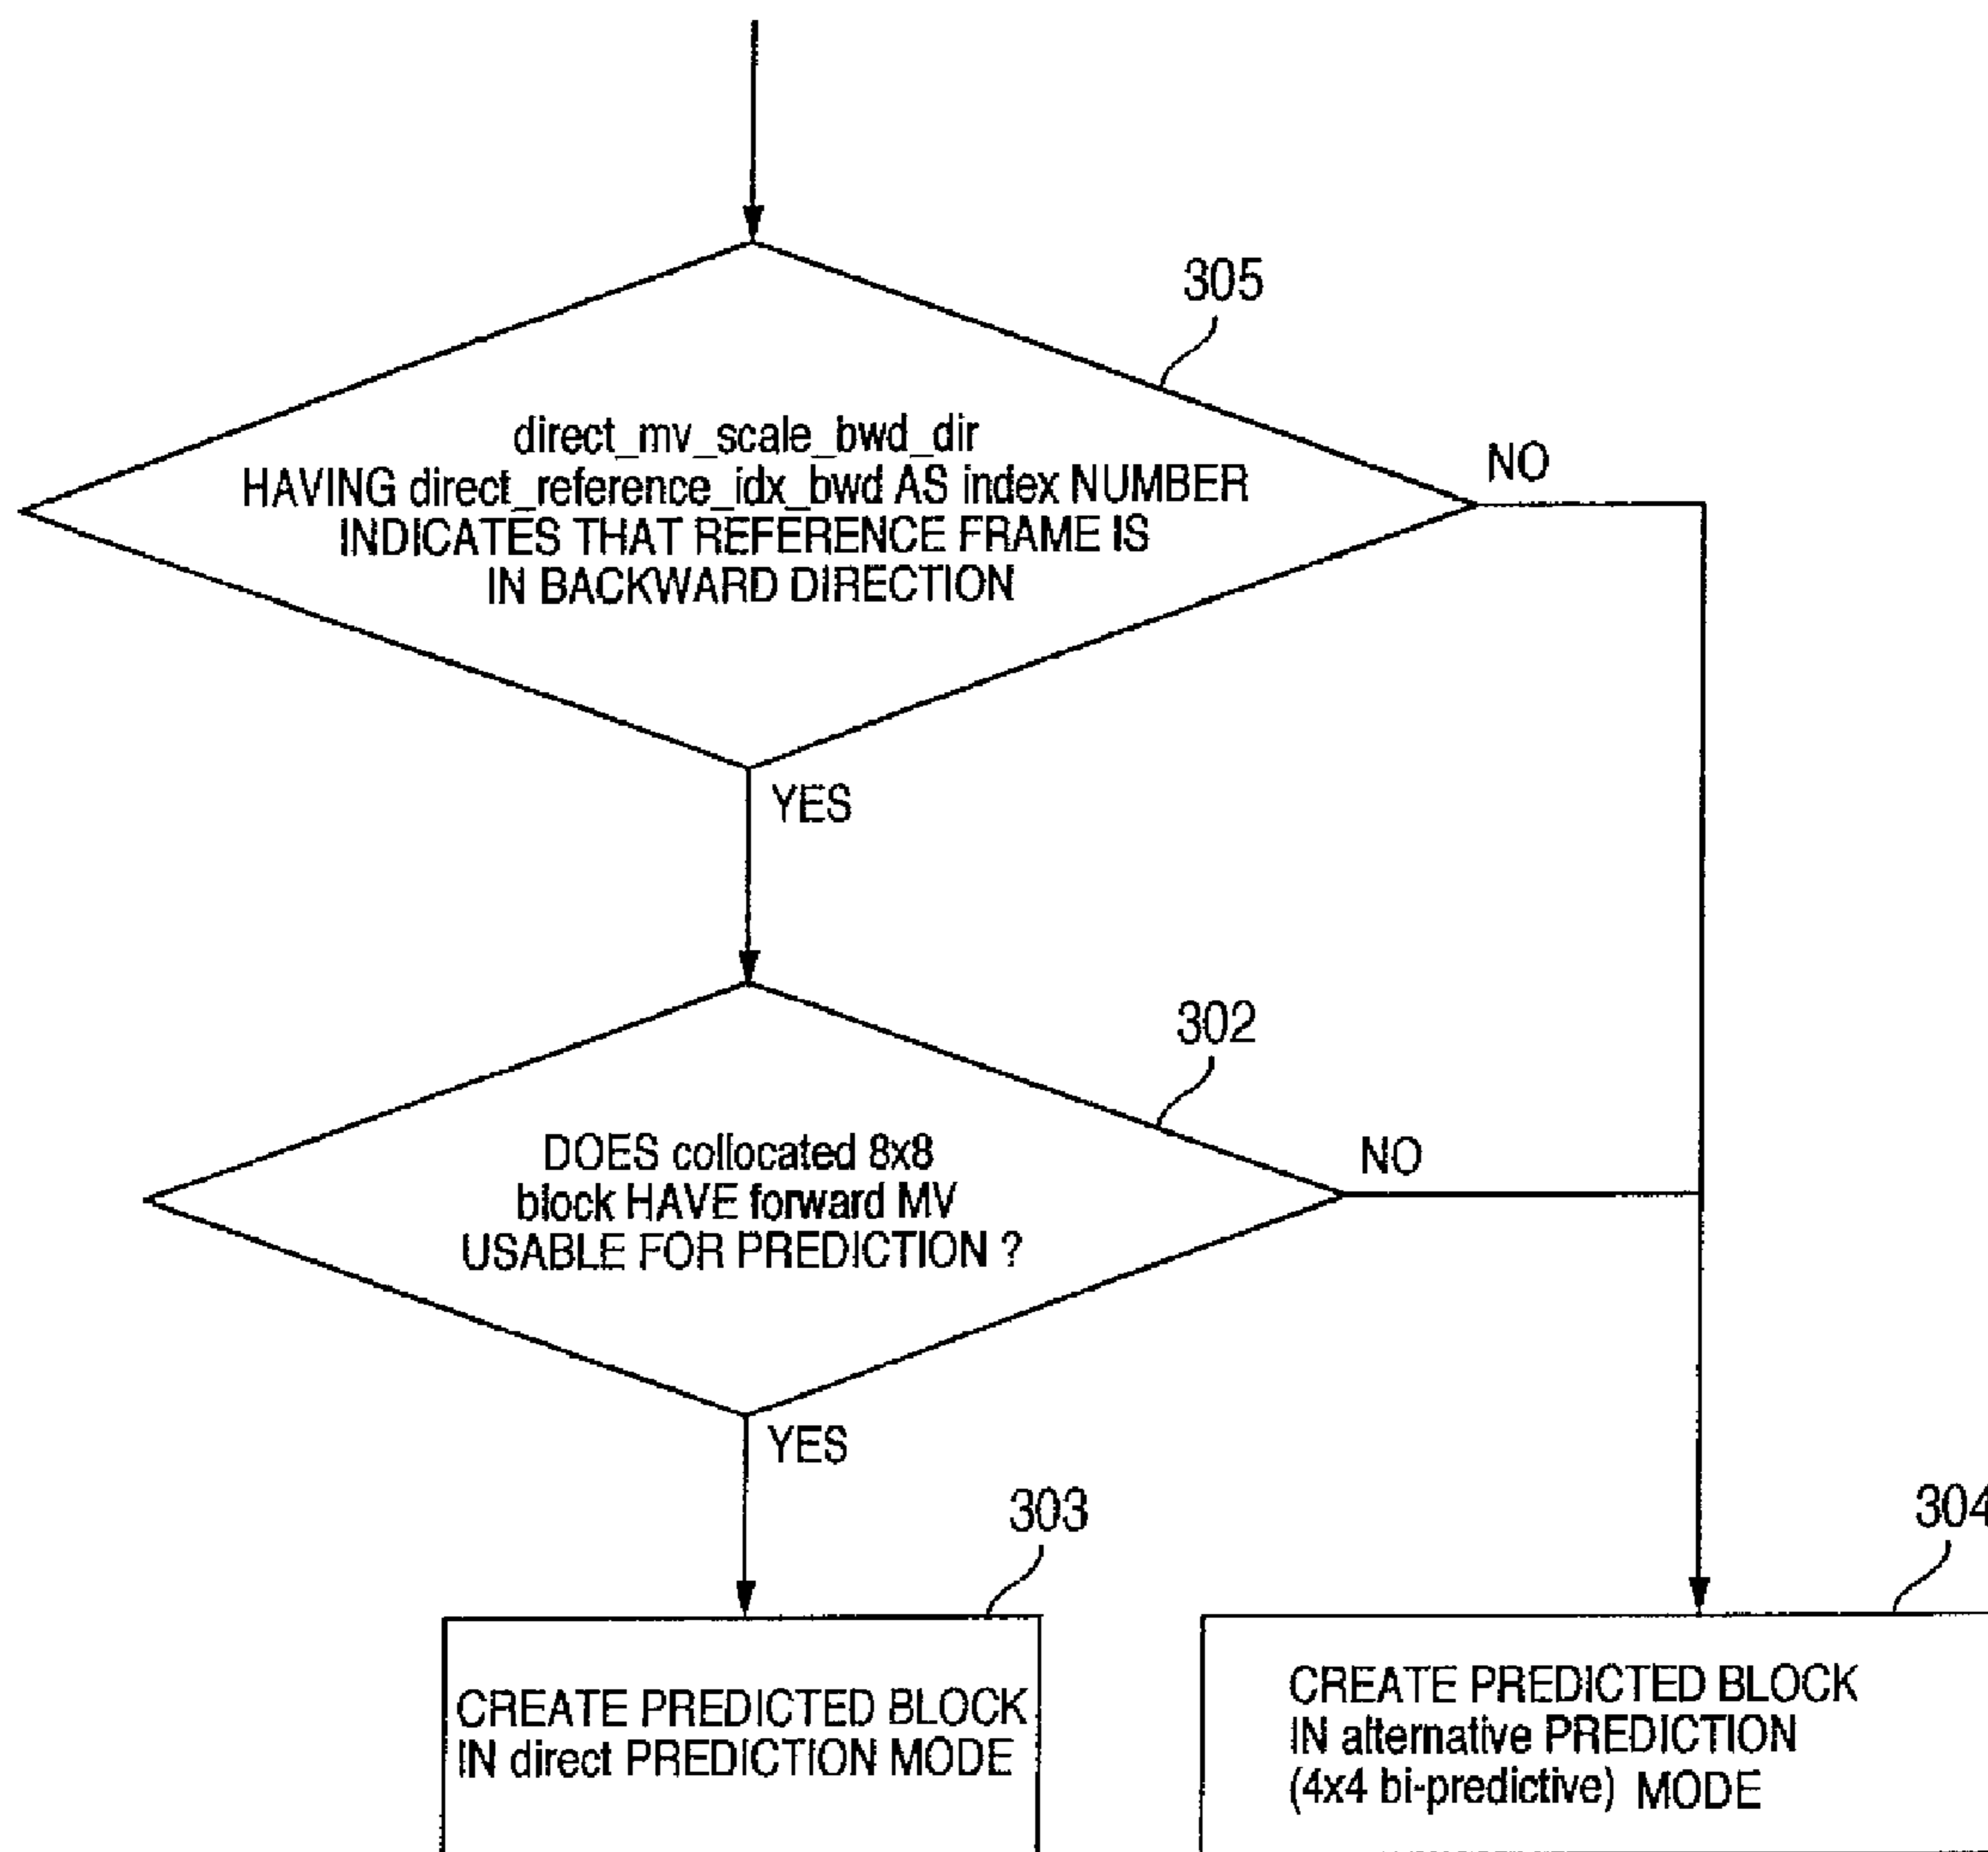 305
direct_mv_scale_bwd_dir
HAVING direct_reference_idx_bwd AS index NUMBER
INDICATES THAT REFERENCE FRAME IS
IN BACKWARD DIRECTION
NO
YES
302
DOES collocated 8x8
block HAVE forward MV
USABLE FOR PREDICTION ?
NO
YES
303
304
CREATE PREDICTED BLOCK
IN direct PREDICTION MODE
CREATE PREDICTED BLOCK
IN alternative PREDICTION
(4x4 bi-predictive) MODE